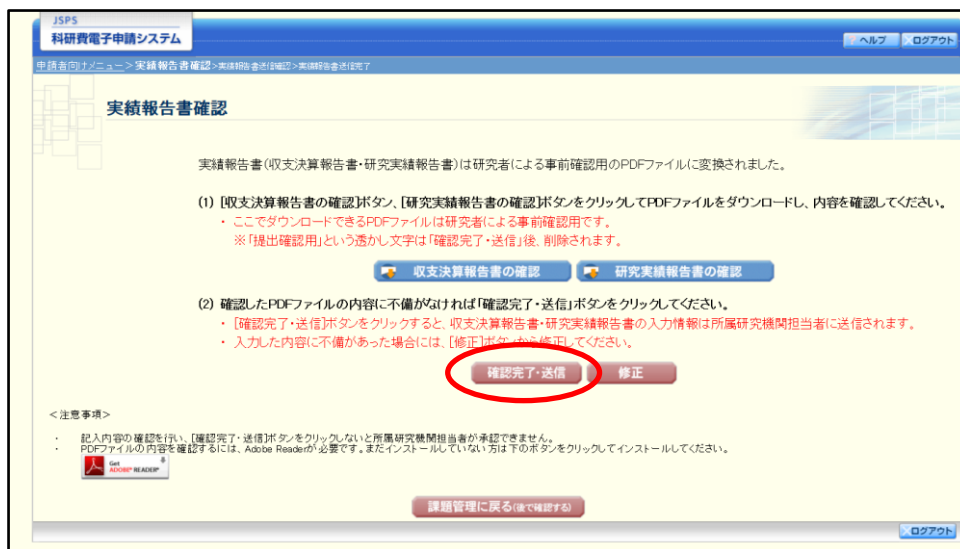 JSPS
科研費電子申請システム
ヘルプ
ログアウト
申請者向けメニュー>実績報告書確認>実績報告書送信確認>実績報告書送信完了
実績報告書確認
実績報告書(収支決算報告書・研究実績報告書)は研究者による事前確認用のPDFファイルに変換されました。
(1) [収支決算報告書の確認]ボタン、[研究実績報告書の確認]ボタンをクリックしてPDFファイルをダウンロードし、内容を確認してください。
・ ここでダウンロードできるPDFファイルは研究者による事前確認用です。
※「提出確認用」という透かし文字は「確認完了・送信」後、削除されます。
収支決算報告書の確認
研究実績報告書の確認
(2) 確認したPDFファイルの内容に不備がなければ「確認完了・送信」ボタンをクリックしてください。
・ [確認完了・送信]ボタンをクリックすると、収支決算報告書・研究実績報告書の入力情報は所属研究機関担当者に送信されます。
・ 入力した内容に不備があった場合には、[修正]ボタンから修正してください。
確認完了・送信
修正
<注意事項>
・ 記入内容の確認を行い、[確認完了・送信]ボタンをクリックしないと所属研究機関担当者が承認できません。
・ PDFファイルの内容を確認するには、Adobe Readerが必要です。まだインストールしていない方は下のボタンをクリックしてインストールしてください。
Get
ADOBE® READER®
課題管理に戻る(後で確認する)
ログアウト